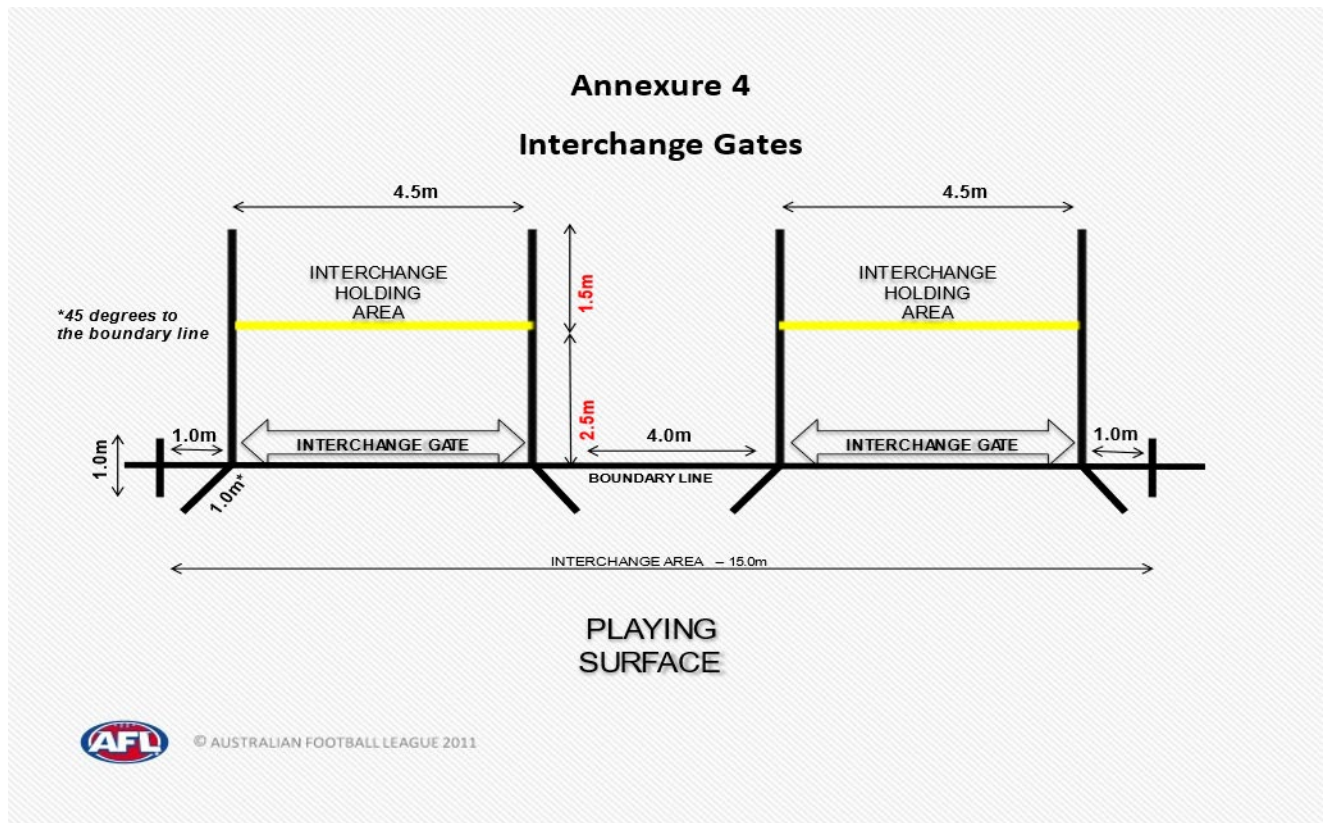 Annexure 4
Interchange Gates
4.5m
4.5m
INTERCHANGE
HOLDING
AREA
1.5m
INTERCHANGE
HOLDING
AREA
*45 degrees to
the boundary line
2.5m
1.0m
1.0m
INTERCHANGE GATE
4.0m
INTERCHANGE GATE
1.0m
1.0m*
BOUNDARY LINE
INTERCHANGE AREA – 15.0m
PLAYING
SURFACE
AFL
© AUSTRALIAN FOOTBALL LEAGUE 2011